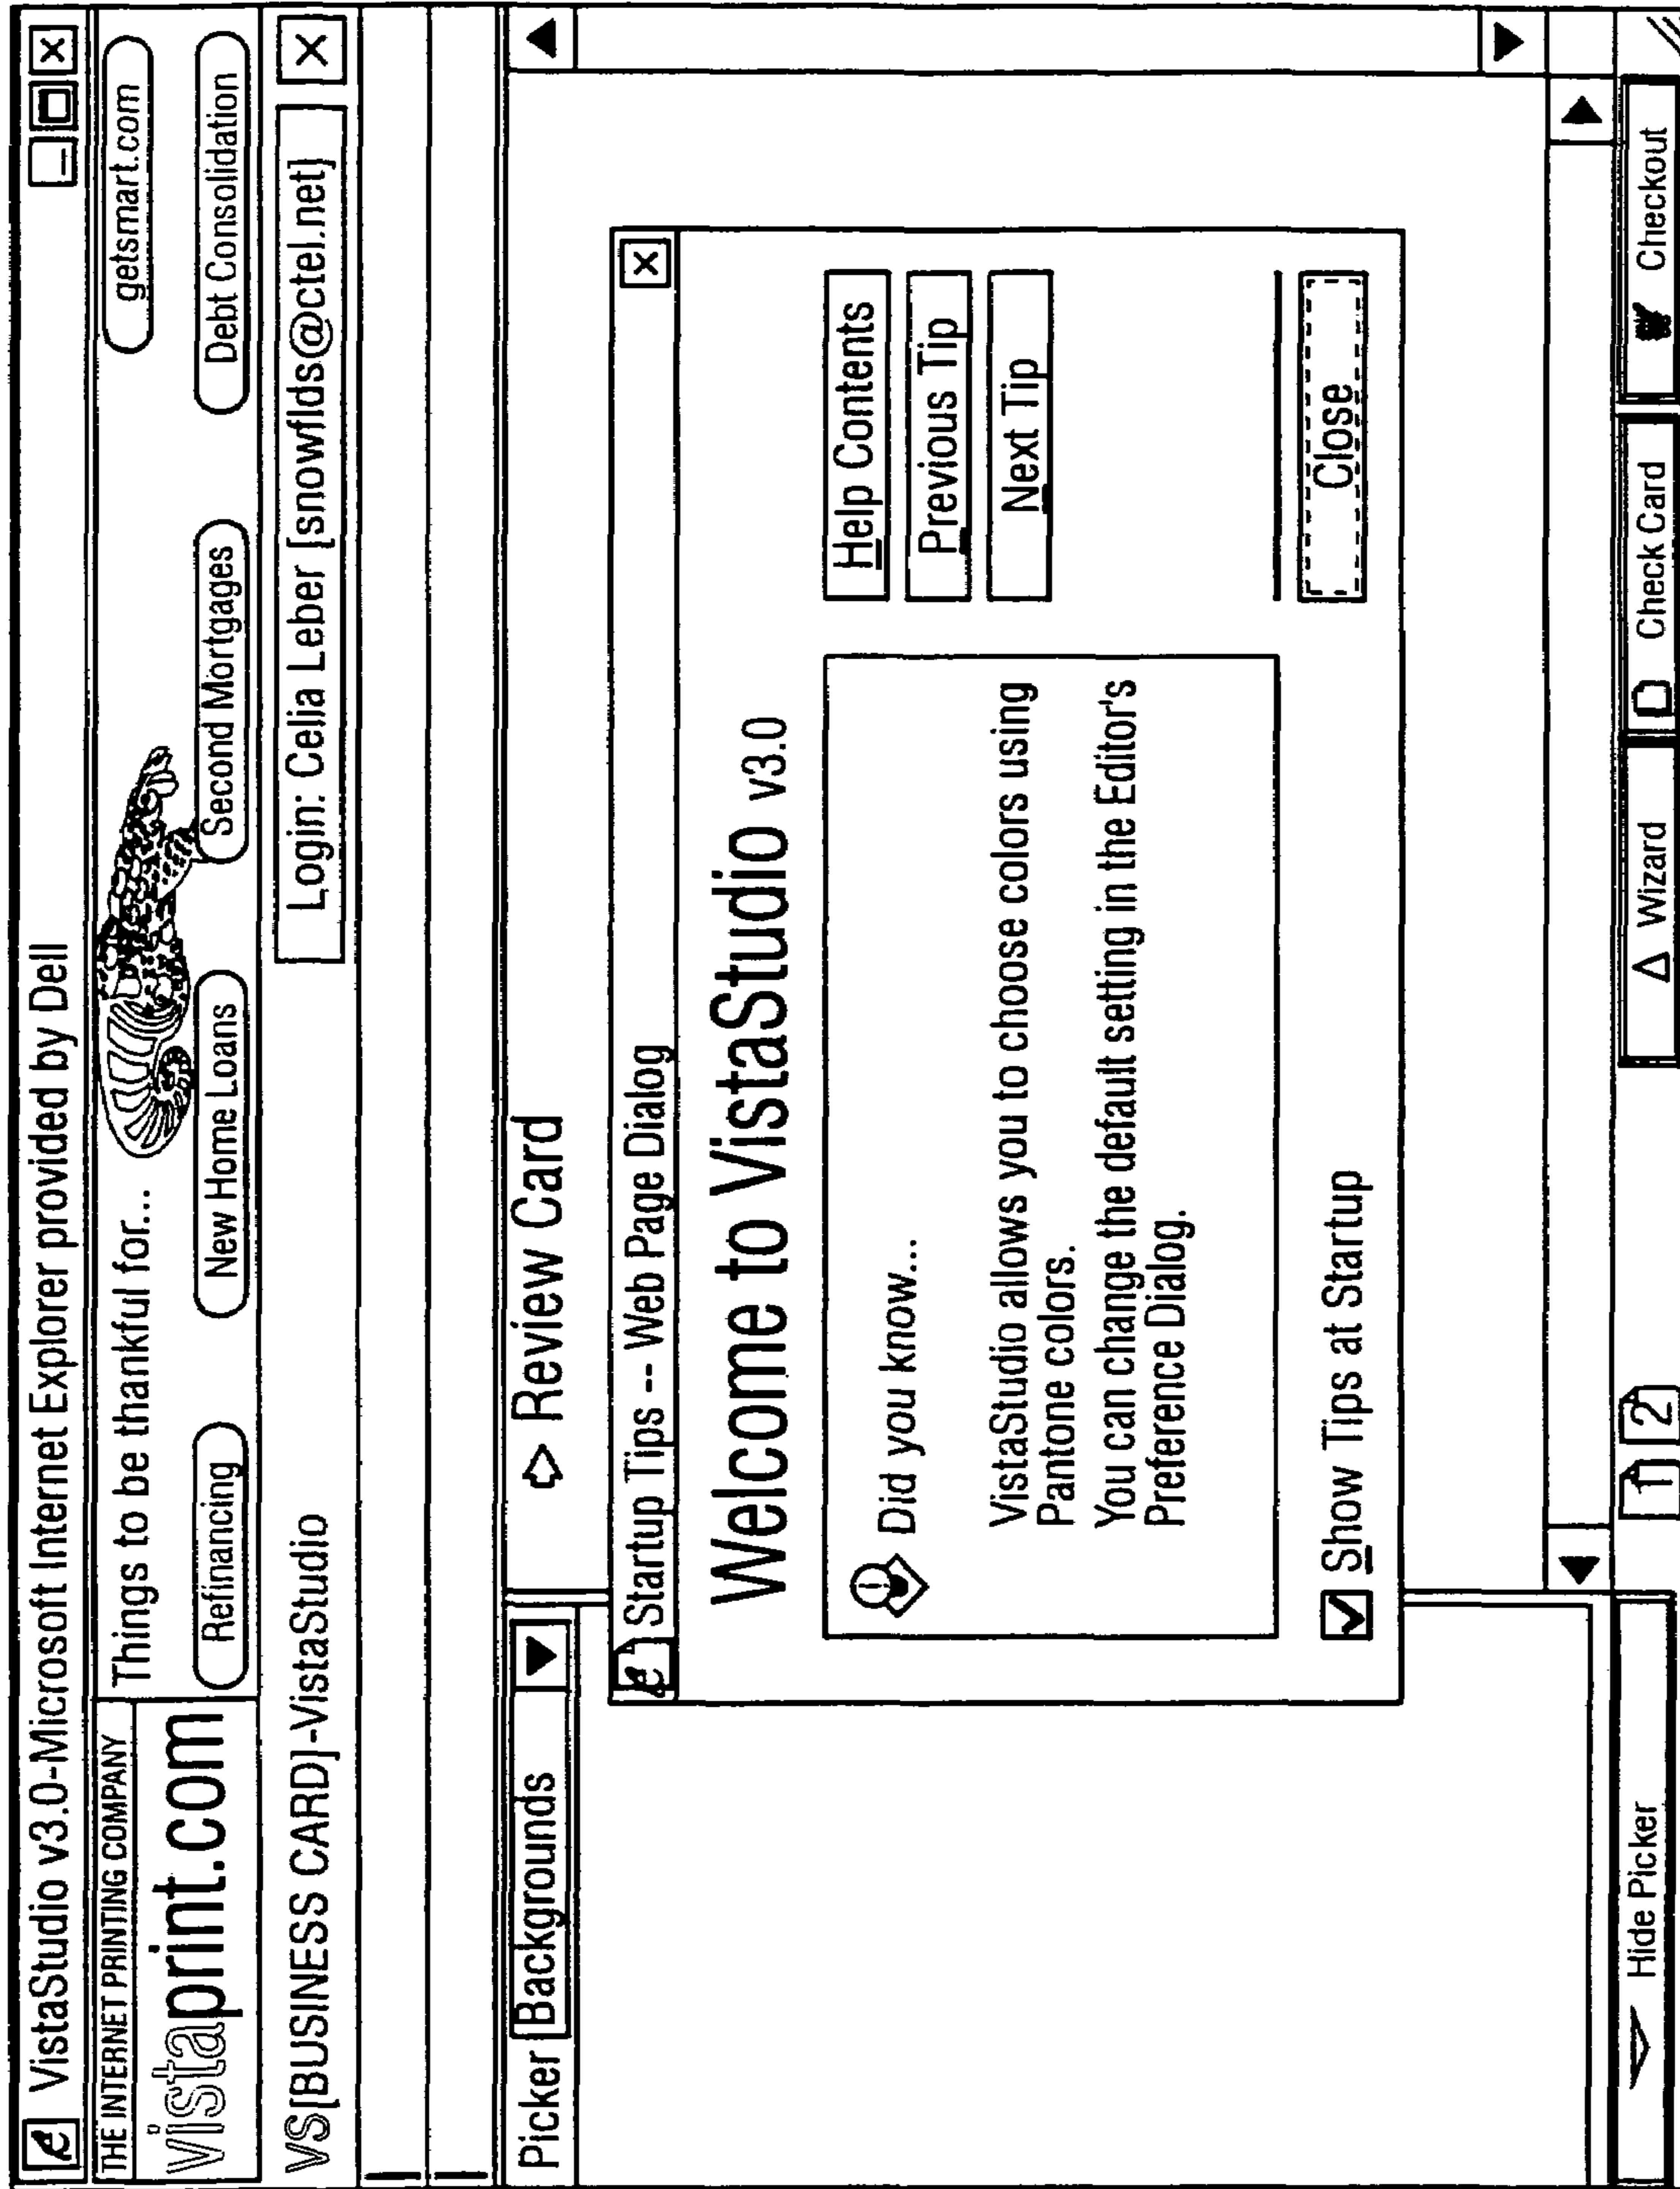 VistaStudio v3.0-Microsoft Internet Explorer provided by Dell
THE INTERNET PRINTING COMPANY
vistaprint.com
Things to be thankful for...
getsmart.com
Refinancing
New Home Loans
Second Mortgages
Debt Consolidation
VS[BUSINESS CARD]-VistaStudio
Login: Celia Leber [snowflds@ctel.net]
Picker Backgrounds
Review Card
Startup Tips -- Web Page Dialog
Welcome to VistaStudio v3.0
Did you know...
VistaStudio allows you to choose colors using
Pantone colors.
You can change the default setting in the Editor's
Preference Dialog.
Help Contents
Previous Tip
Next Tip
Show Tips at Startup
Close
Hide Picker
1 2
Wizard
Check Card
Checkout